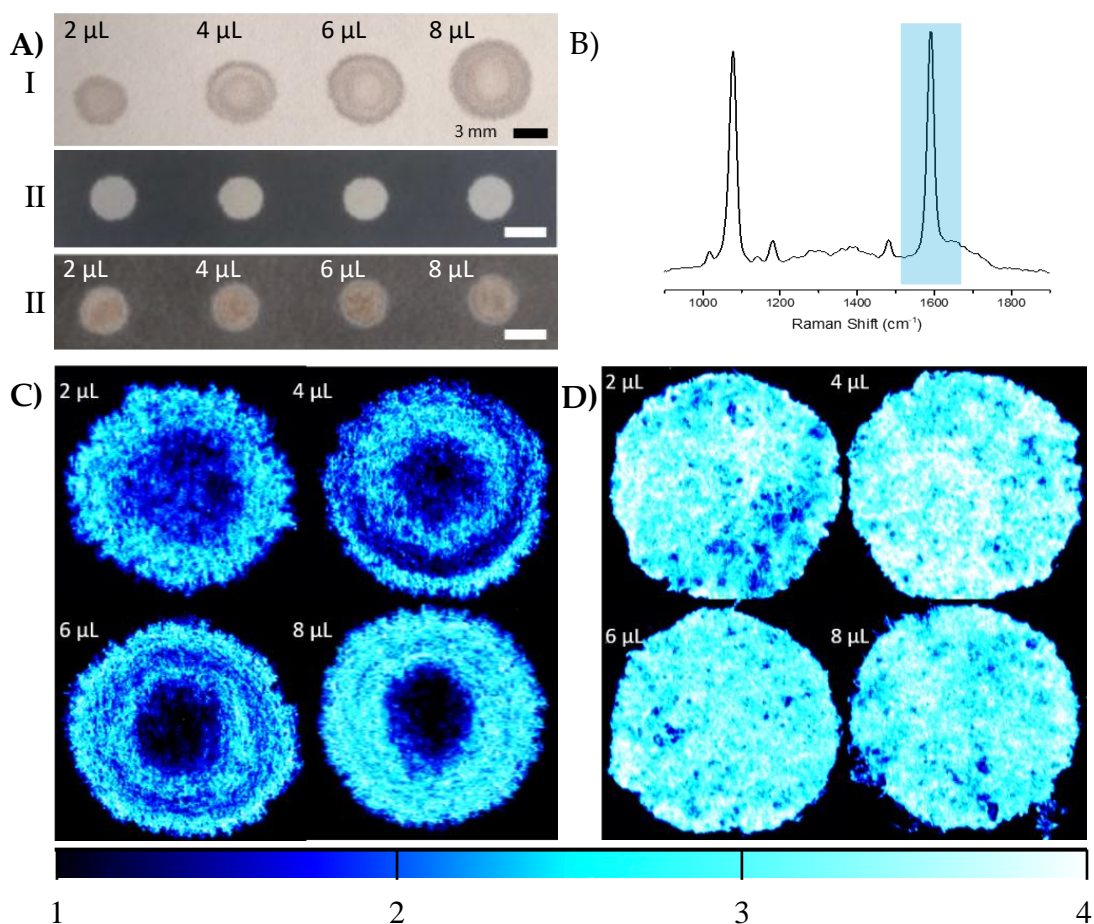 A)
2 µL 4 µL 6 µL 8 µL
I
3 mm
II
II
2 µL 4 µL 6 µL 8 µL
B)
1000 1200 1400 1600 1800
Raman Shift (cm⁻¹)
C)
2 µL 4 µL
6 µL 8 µL
D)
2 µL 4 µL
6 µL 8 µL
1 2 3 4